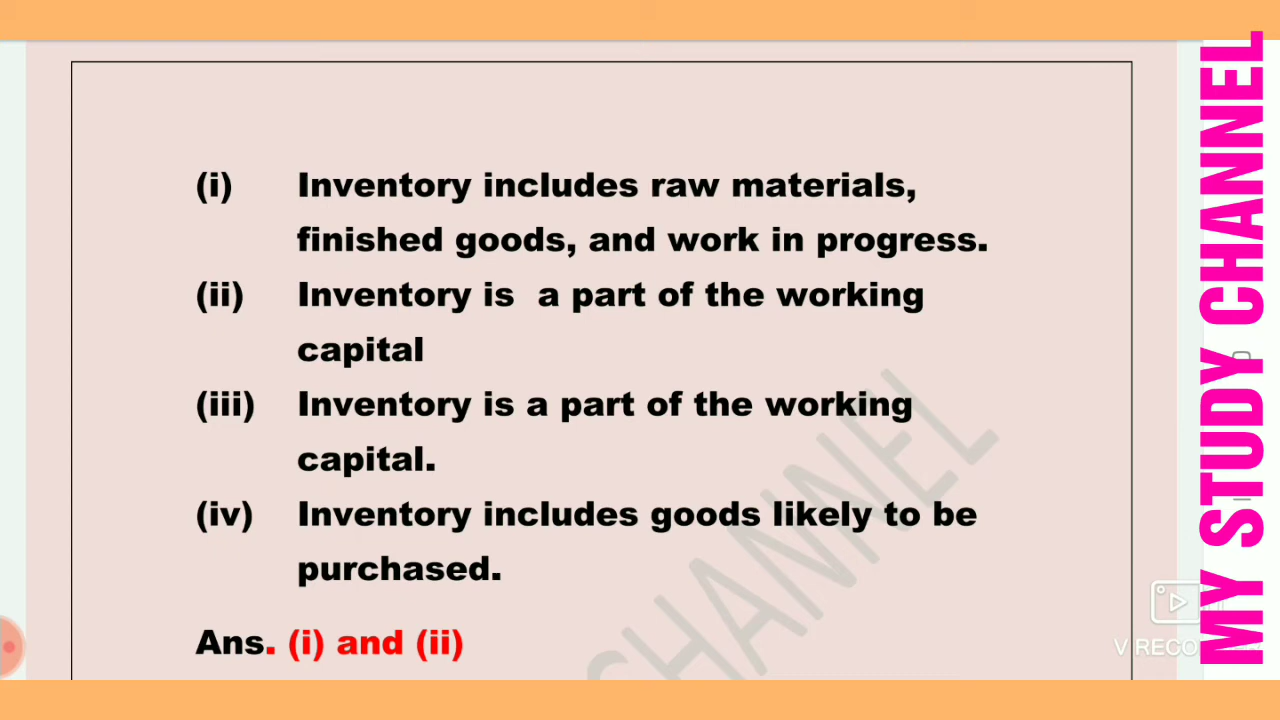 (i) Inventory includes raw materials,
finished goods, and work in progress.
(ii) Inventory is a part of the working
capital
(iii) Inventory is a part of the working
capital.
(iv) Inventory includes goods likely to be
purchased.
Ans. (i) and (ii)
CHANNEL
MY STUDY CHANNEL